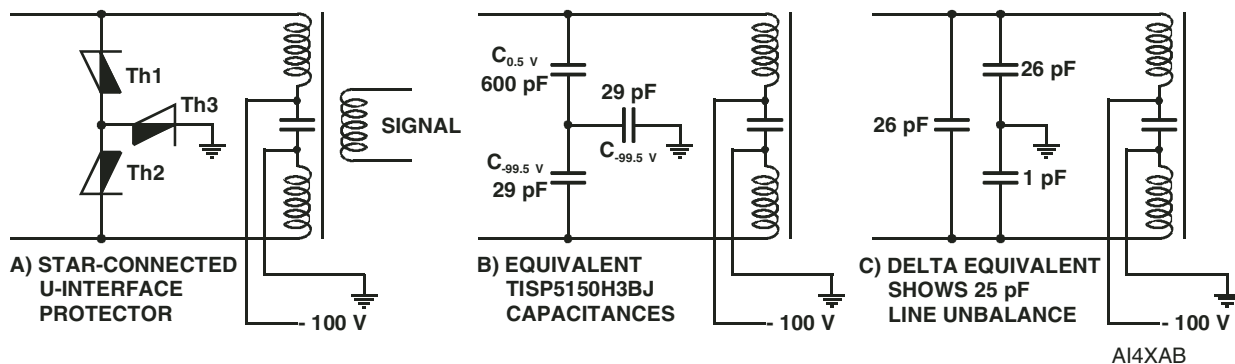 Th1
Th3
Th2
SIGNAL
- 100 V
A) STAR-CONNECTED
U-INTERFACE
PROTECTOR
C0.5 V
600 pF
29 pF
C-99.5 V
C-99.5 V
29 pF
- 100 V
B) EQUIVALENT
TISP5150H3BJ
CAPACITANCES
26 pF
26 pF
1 pF
- 100 V
C) DELTA EQUIVALENT
SHOWS 25 pF
LINE UNBALANCE
AI4XAB